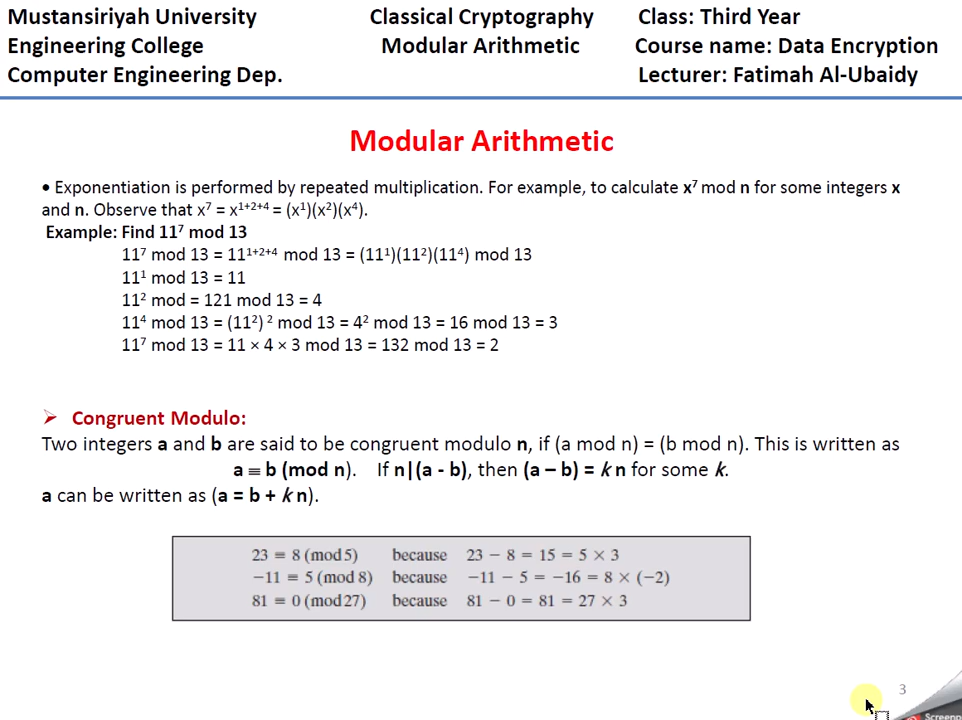 Mustansiriyah University Classical Cryptography Class: Third Year
Engineering College Modular Arithmetic Course name: Data Encryption
Computer Engineering Dep. Lecturer: Fatimah Al-Ubaidy
Modular Arithmetic
• Exponentiation is performed by repeated multiplication. For example, to calculate x⁷ mod n for some integers x
and n. Observe that x⁷ = x¹⁺²⁺⁴ = (x¹)(x²)(x⁴).
Example: Find 11⁷ mod 13
11⁷ mod 13 = 11¹⁺²⁺⁴ mod 13 = (11¹)(11²)(11⁴) mod 13
11¹ mod 13 = 11
11² mod = 121 mod 13 = 4
11⁴ mod 13 = (11²) ² mod 13 = 4² mod 13 = 16 mod 13 = 3
11⁷ mod 13 = 11 × 4 × 3 mod 13 = 132 mod 13 = 2
➢ Congruent Modulo:
Two integers a and b are said to be congruent modulo n, if (a mod n) = (b mod n). This is written as
a ≡ b (mod n). If n|(a - b), then (a – b) = k n for some k.
a can be written as (a = b + k n).
23 ≡ 8 (mod 5) because 23 − 8 = 15 = 5 × 3
−11 ≡ 5 (mod 8) because −11 − 5 = −16 = 8 × (−2)
81 ≡ 0 (mod 27) because 81 − 0 = 81 = 27 × 3
3